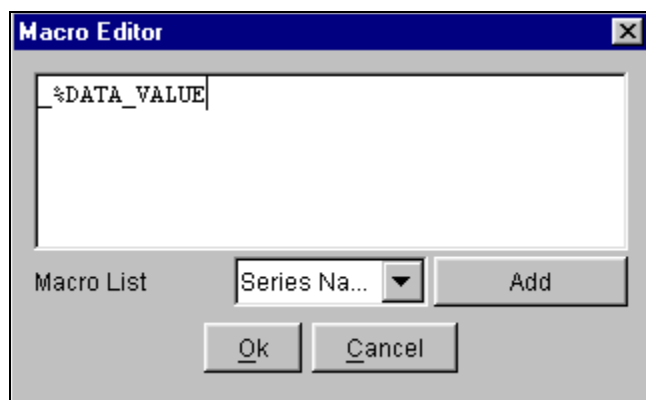 Macro Editor
_%DATA_VALUE
Macro List Series Na... Add
Ok Cancel